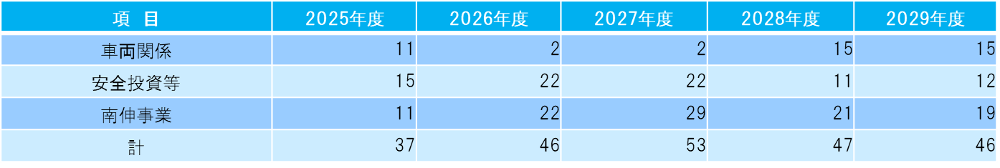 項 目 2025年度 2026年度 2027年度 2028年度 2029年度
車両関係 11 2 2 15 15
安全投資等 15 22 22 11 12
南伸事業 11 22 29 21 19
計 37 46 53 47 46